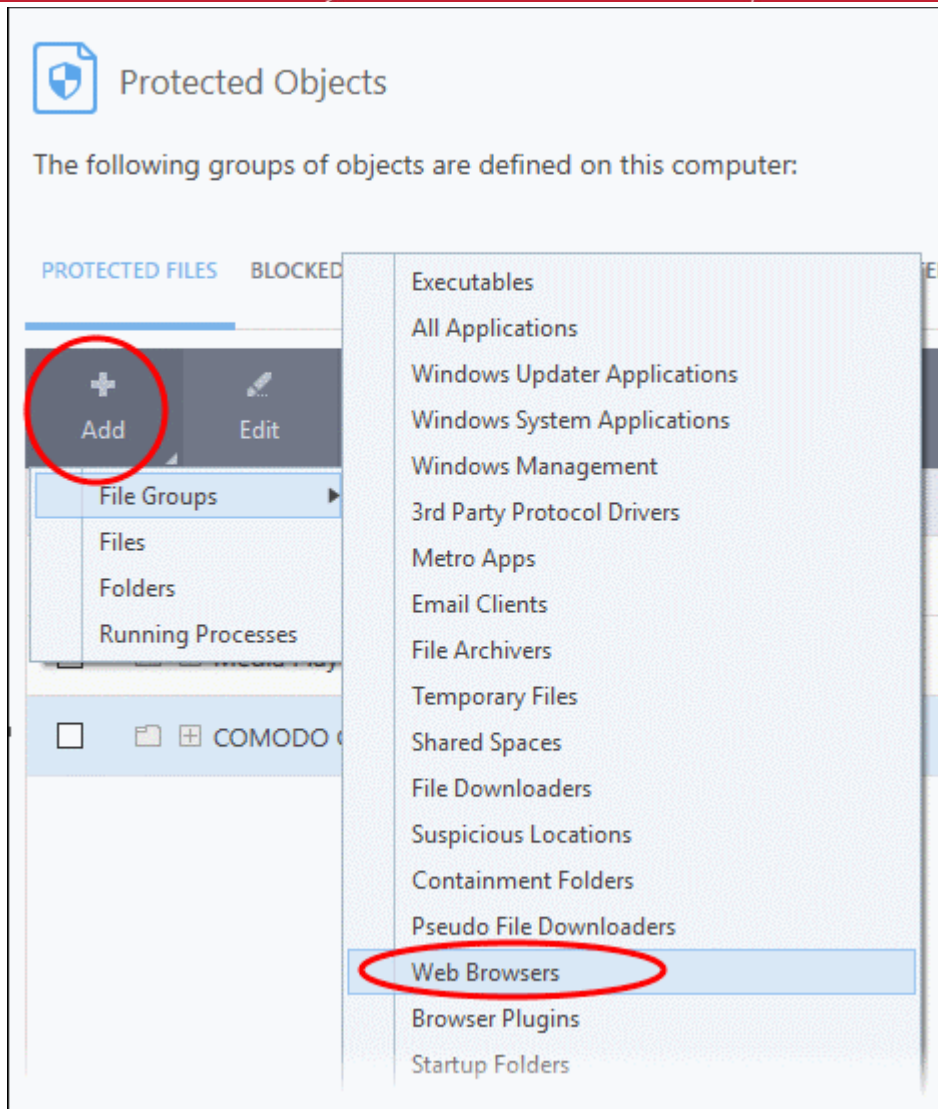 Protected Objects
The following groups of objects are defined on this computer:
PROTECTED FILES BLOCKED
Add Edit
File Groups
Files
Folders
Running Processes
COMODO
Executables
All Applications
Windows Updater Applications
Windows System Applications
Windows Management
3rd Party Protocol Drivers
Metro Apps
Email Clients
File Archivers
Temporary Files
Shared Spaces
File Downloaders
Suspicious Locations
Containment Folders
Pseudo File Downloaders
Web Browsers
Browser Plugins
Startup Folders